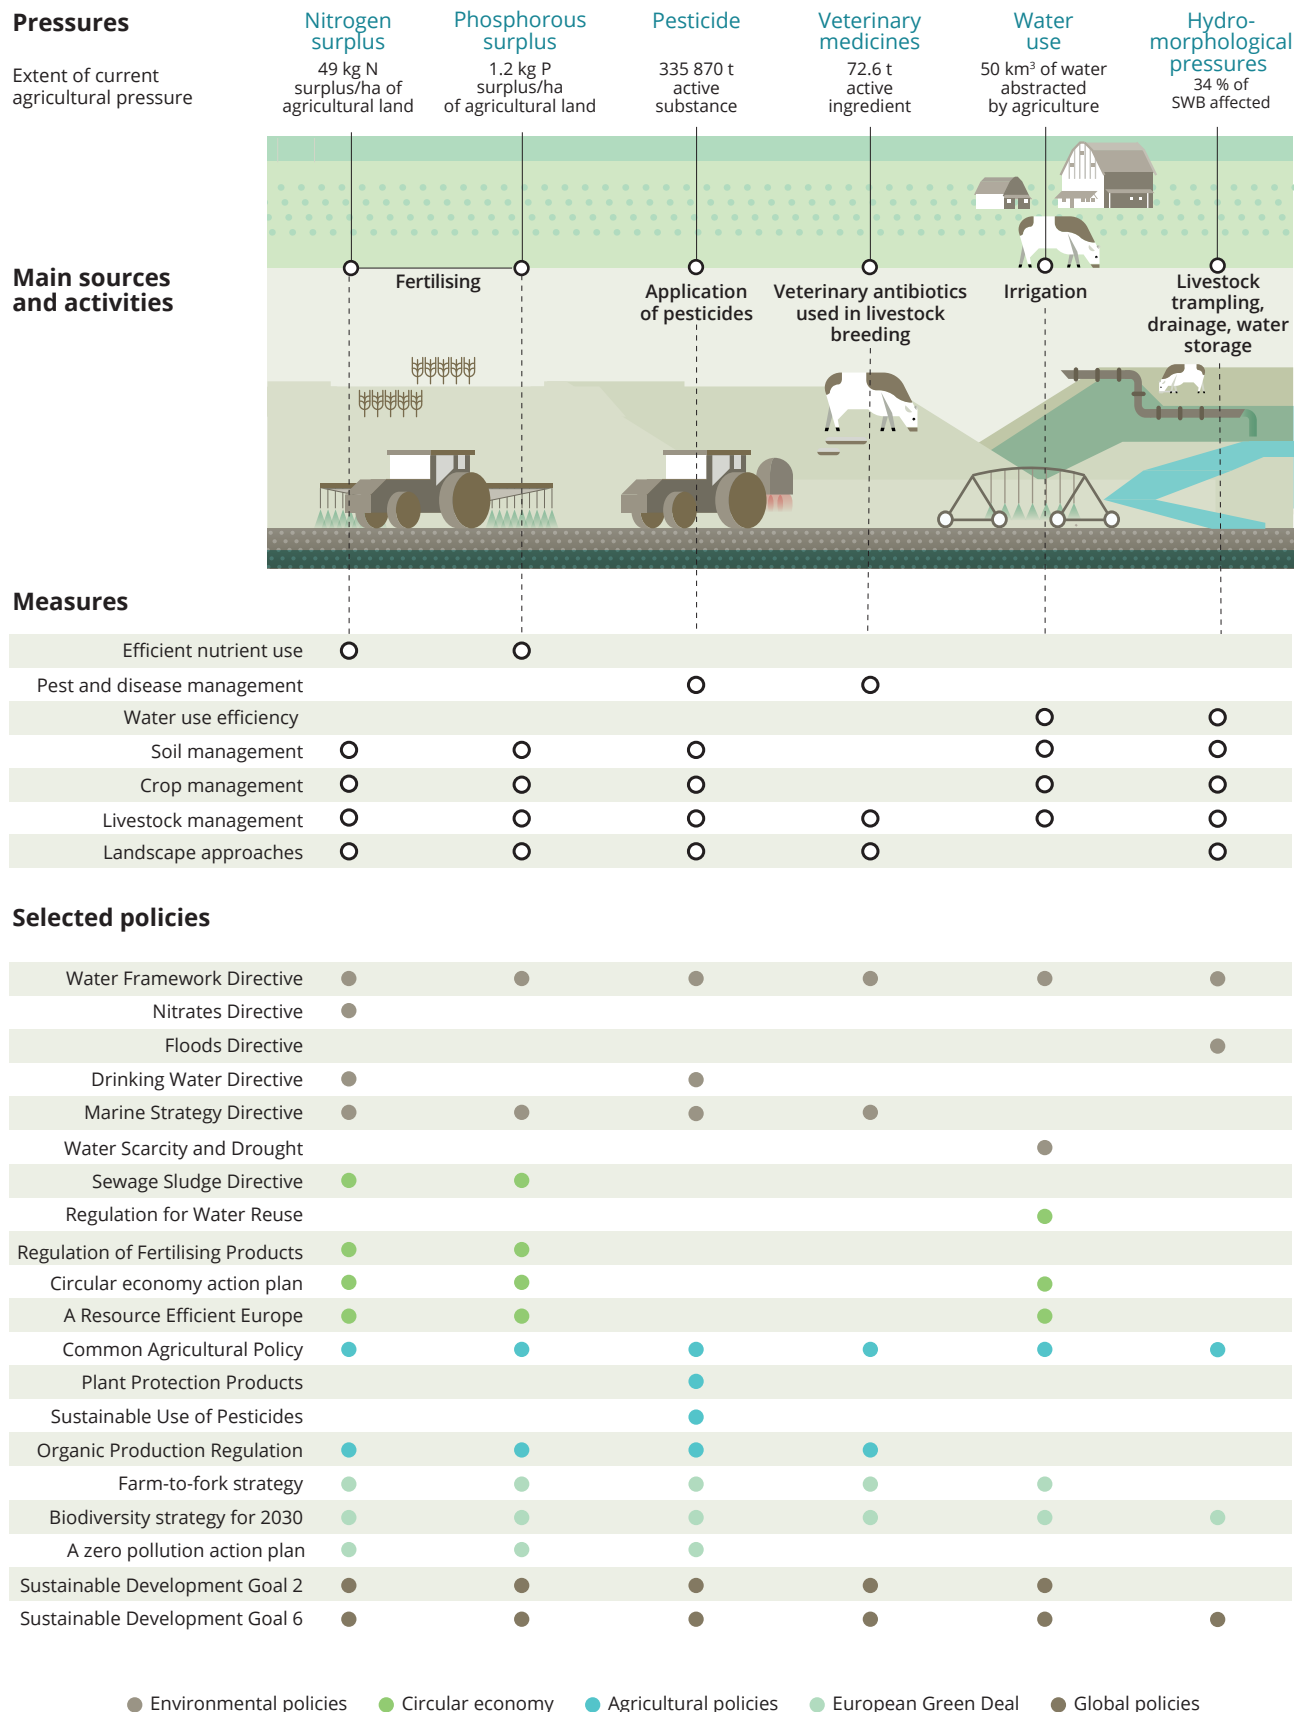 Pressures
Nitrogen
surplus
Phosphorous
surplus
Pesticide
Veterinary
medicines
Water
use
Hydro-
morphological
pressures
Extent of current
agricultural pressure
49 kg N
surplus/ha of
agricultural land
1.2 kg P
surplus/ha
of agricultural land
335 870 t
active
substance
72.6 t
active
ingredient
50 km³ of water
abstracted
by agriculture
34 % of
SWB affected
Main sources
and activities
Fertilising
Application
of pesticides
Veterinary antibiotics
used in livestock
breeding
Irrigation
Livestock
trampling,
drainage, water
storage
Measures
Efficient nutrient use
Pest and disease management
Water use efficiency
Soil management
Crop management
Livestock management
Landscape approaches
Selected policies
Water Framework Directive
Nitrates Directive
Floods Directive
Drinking Water Directive
Marine Strategy Directive
Water Scarcity and Drought
Sewage Sludge Directive
Regulation for Water Reuse
Regulation of Fertilising Products
Circular economy action plan
A Resource Efficient Europe
Common Agricultural Policy
Plant Protection Products
Sustainable Use of Pesticides
Organic Production Regulation
Farm-to-fork strategy
Biodiversity strategy for 2030
A zero pollution action plan
Sustainable Development Goal 2
Sustainable Development Goal 6
Environmental policies
Circular economy
Agricultural policies
European Green Deal
Global policies